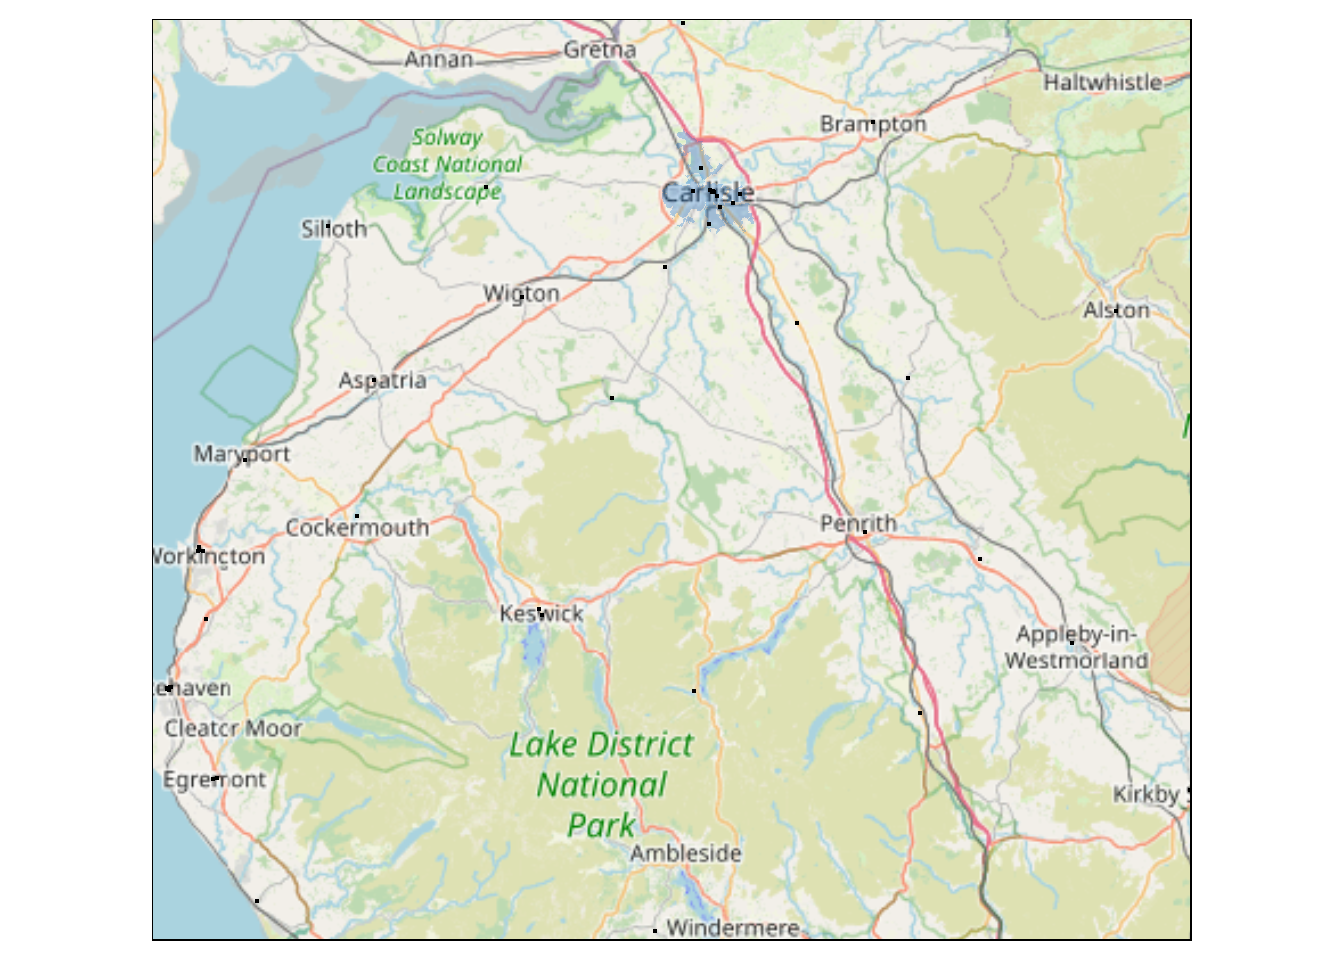 Gretna
Annan
Haltwhistle
Brampton
Solway
Coast National
Landscape
Carlisle
Silloth
Wigton
Alston
Aspatria
Maryport
Penrith
Cockermouth
Workington
Keswick
Appleby-in-
Westmorland
ehaven
Cleator Moor
Lake District
National
Park
Egremont
Kirkby
Ambleside
Windermere